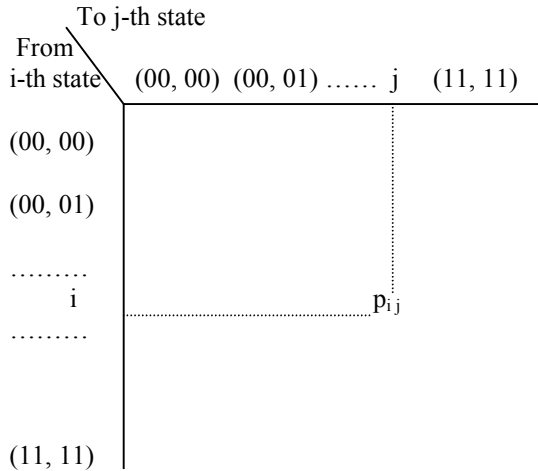 To j-th state
From
i-th state (00, 00) (00, 01) …… j (11, 11)
(00, 00)
(00, 01)
………
i p i j
………
(11, 11)